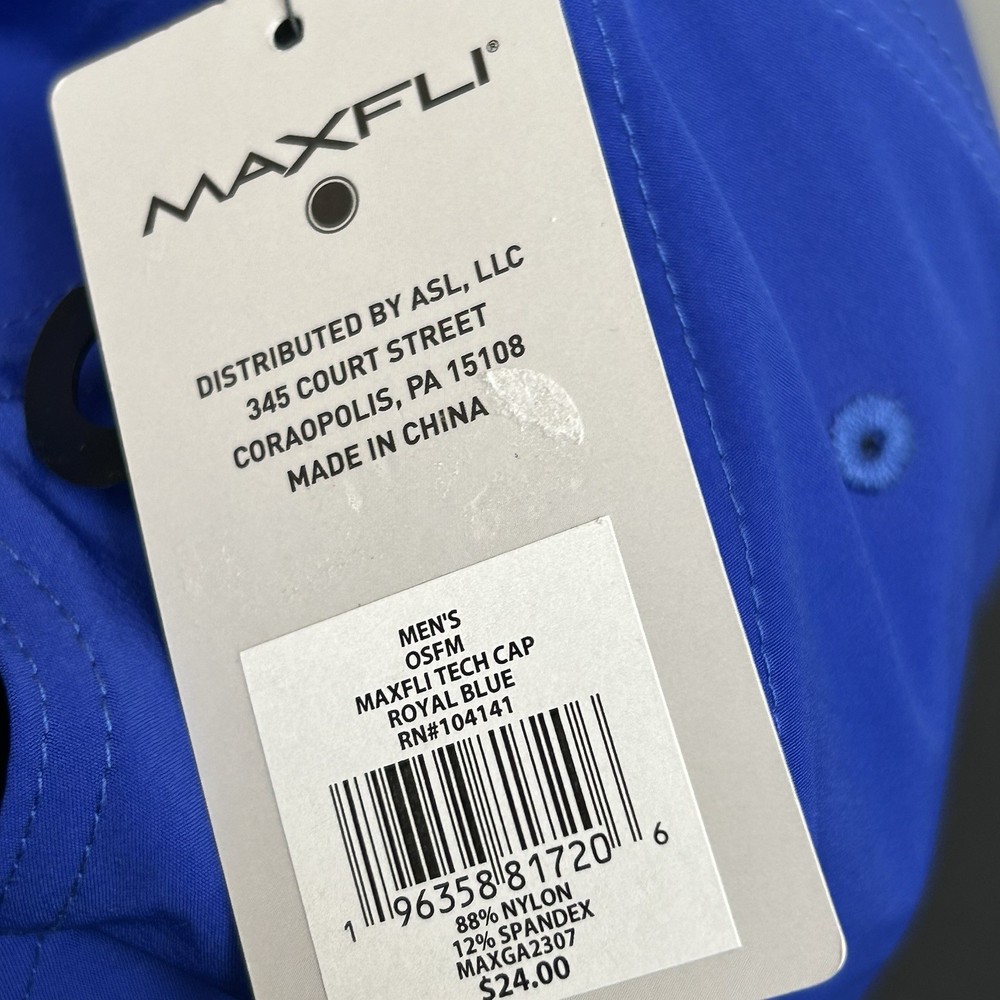 MAXFLI®
DISTRIBUTED BY ASL, LLC
345 COURT STREET
CORAOPOLIS, PA 15108
MADE IN CHINA
MEN'S
OSFM
MAXFLI TECH CAP
ROYAL BLUE
RN#104141
1 96358 81720 6
88% NYLON
12% SPANDEX
MAXGA2307
$24.00